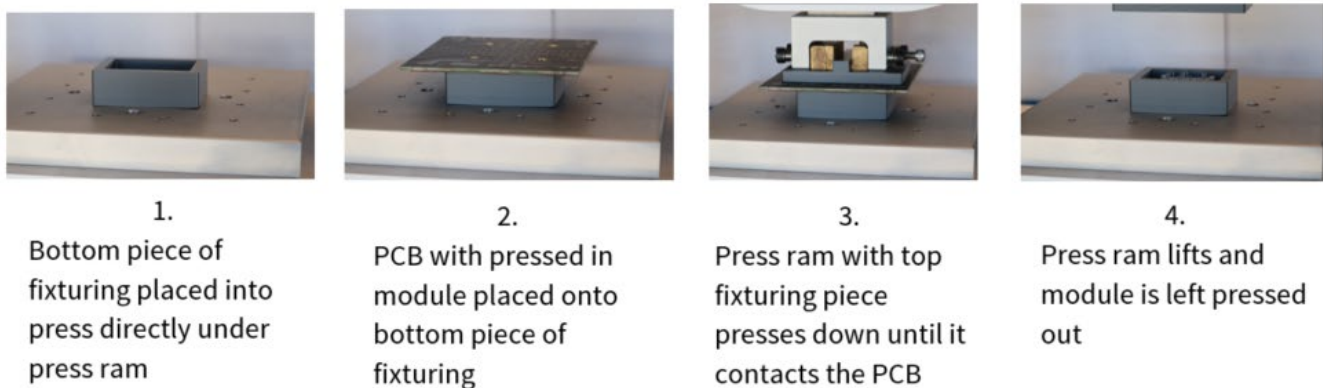 1.
Bottom piece of
fixturing placed into
press directly under
press ram
2.
PCB with pressed in
module placed onto
bottom piece of
fixturing
3.
Press ram with top
fixturing piece
presses down until it
contacts the PCB
4.
Press ram lifts and
module is left pressed
out